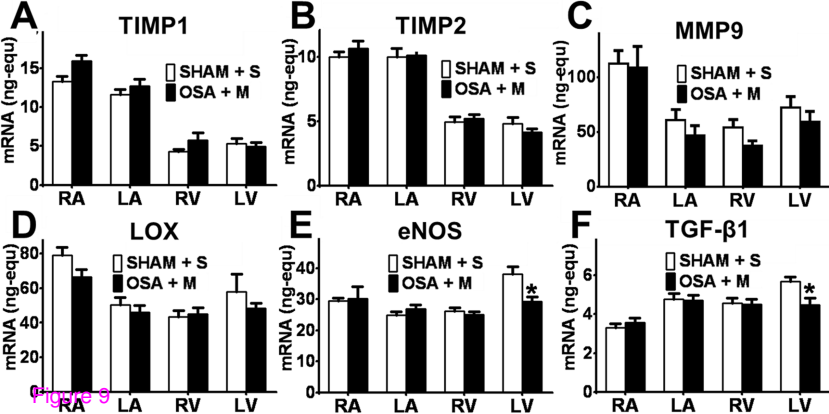 A TIMP1
mRNA (ng-equ)
15
10
5
0
SHAM + S
OSA + M
RA LA RV LV
B TIMP2
mRNA (ng-equ)
10
5
0
SHAM + S
OSA + M
RA LA RV LV
C MMP9
mRNA (ng-equ)
100
50
0
SHAM + S
OSA + M
RA LA RV LV
D LOX
mRNA (ng-equ)
80
60
40
20
0
SHAM + S
OSA + M
RA LA RV LV
E eNOS
mRNA (ng-equ)
40
30
20
10
0
SHAM + S
OSA + M
*
RA LA RV LV
F TGF-β1
mRNA (ng-equ)
6
4
2
0
SHAM + S
OSA + M
*
RA LA RV LV
Figure 9